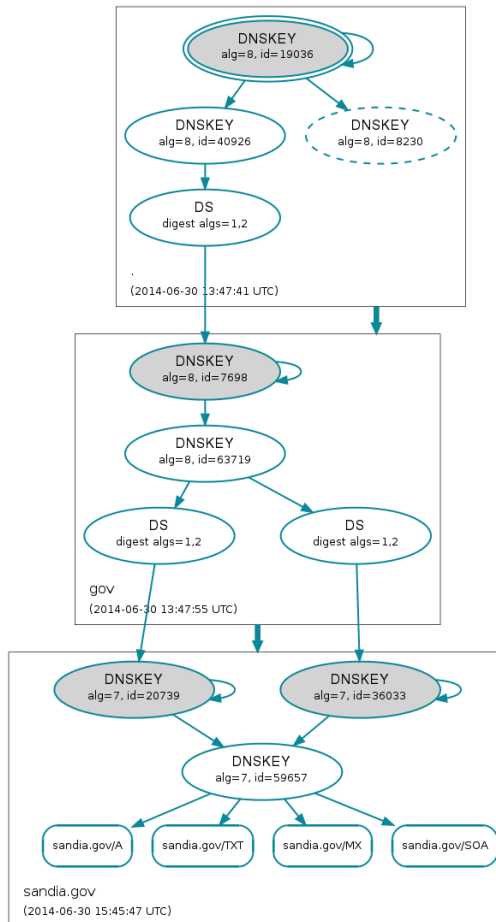 DNSKEY
alg=8, id=19036
DNSKEY
alg=8, id=40926
DNSKEY
alg=8, id=8230
DS
digest algs=1,2
.
(2014-06-30 13:47:41 UTC)
DNSKEY
alg=8, id=7698
DNSKEY
alg=8, id=63719
DS
digest algs=1,2
DS
digest algs=1,2
gov
(2014-06-30 13:47:55 UTC)
DNSKEY
alg=7, id=20739
DNSKEY
alg=7, id=36033
DNSKEY
alg=7, id=59657
sandia.gov/A
sandia.gov/TXT
sandia.gov/MX
sandia.gov/SOA
sandia.gov
(2014-06-30 15:45:47 UTC)